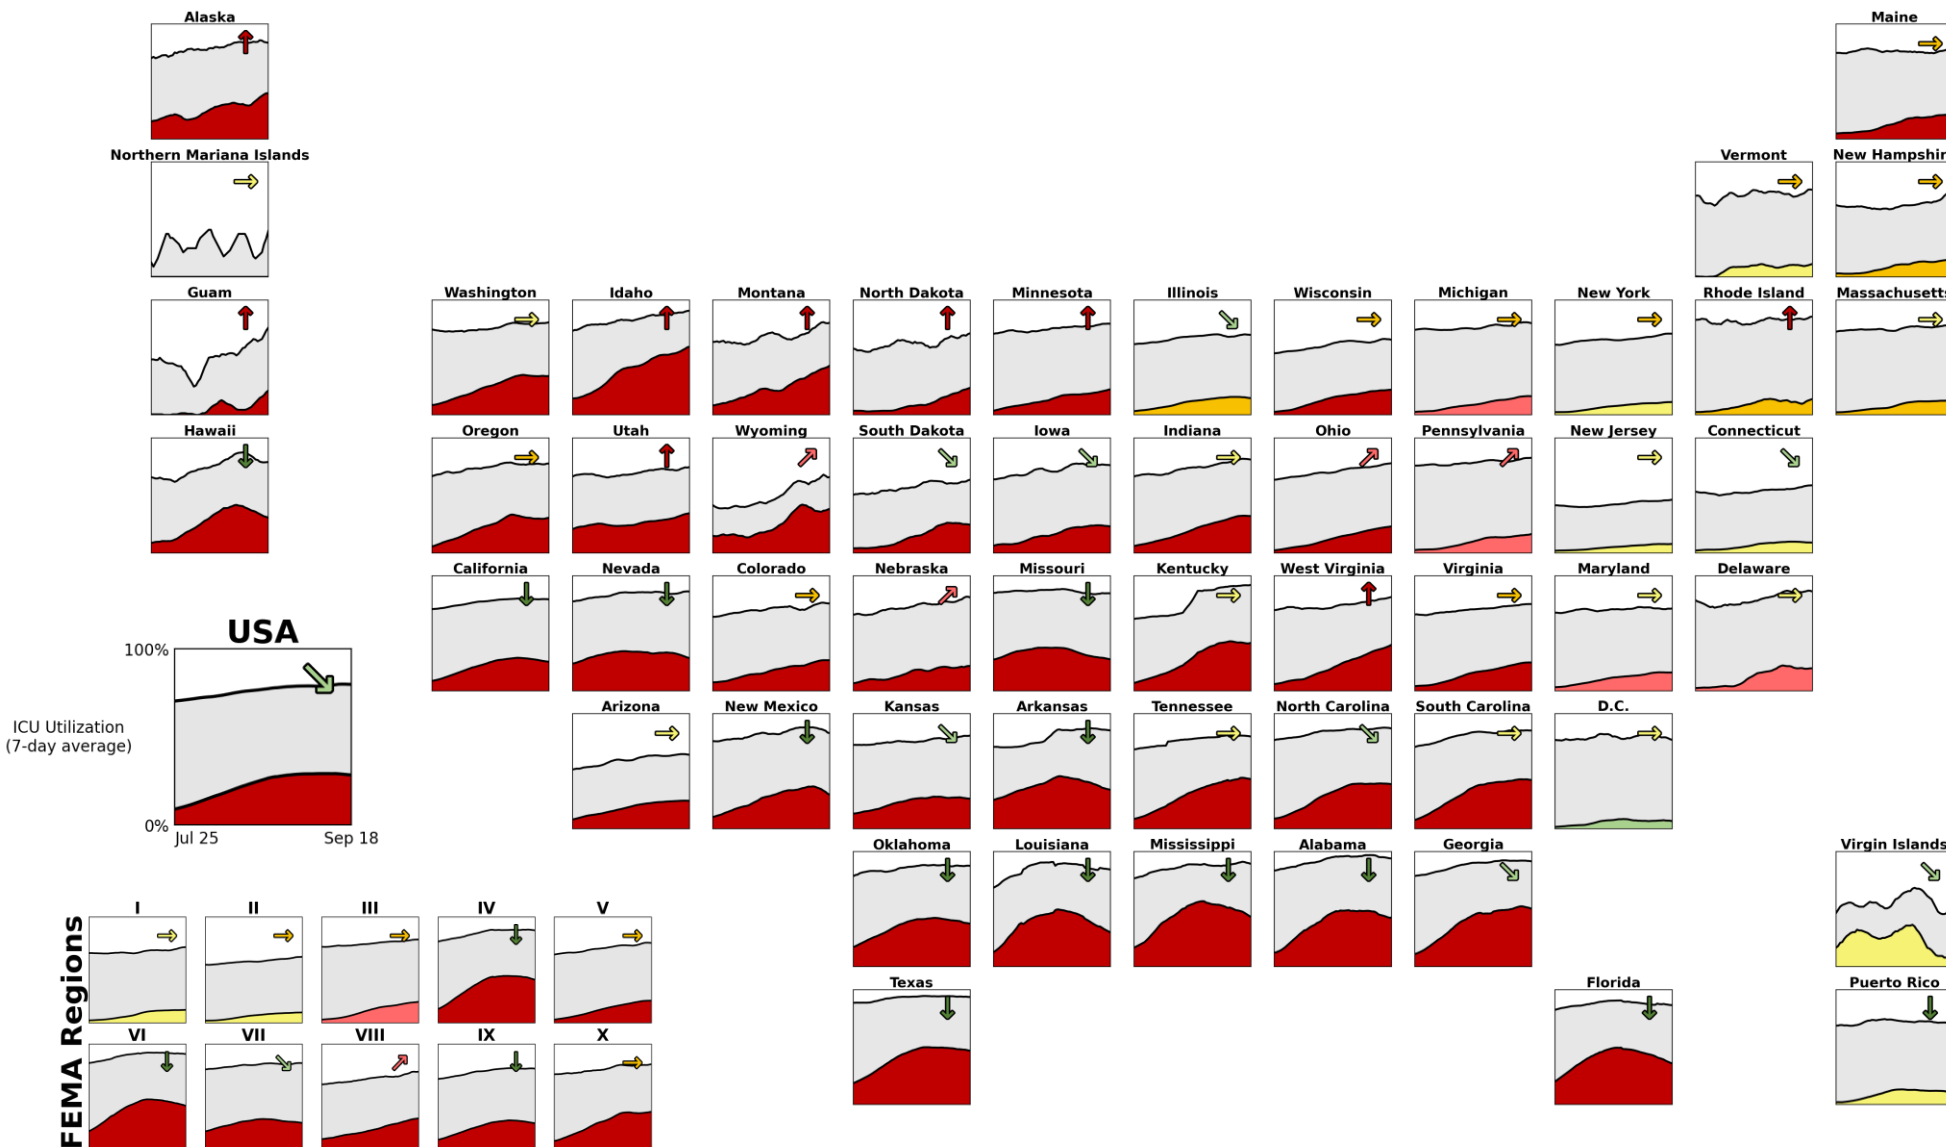 Alaska
Maine
Northern Mariana Islands
Vermont
New Hampshir
Guam
Washington
Idaho
Montana
North Dakota
Minnesota
Illinois
Wisconsin
Michigan
New York
Rhode Island
Massachusetts
Hawaii
Oregon
Utah
Wyoming
South Dakota
Iowa
Indiana
Ohio
Pennsylvania
New Jersey
Connecticut
California
Nevada
Colorado
Nebraska
Missouri
Kentucky
West Virginia
Virginia
Maryland
Delaware
USA
100%
ICU Utilization
(7-day average)
0%
Jul 25
Sep 18
Arizona
New Mexico
Kansas
Arkansas
Tennessee
North Carolina
South Carolina
D.C.
Oklahoma
Louisiana
Mississippi
Alabama
Georgia
Virgin Islands
FEMA Regions
I
II
III
IV
V
Texas
Florida
Puerto Rico
VI
VII
VIII
IX
X